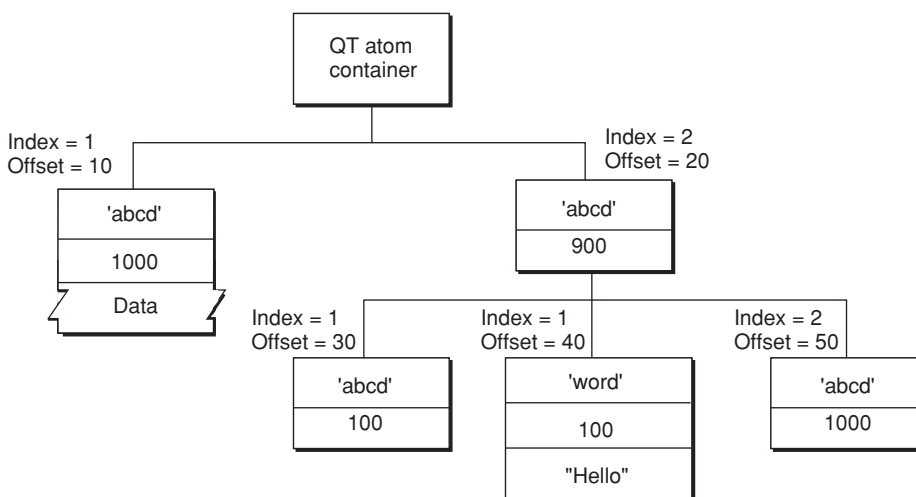 QT atom
container
Index = 1
Offset = 10
Index = 2
Offset = 20
'abcd'
1000
Data
'abcd'
900
Index = 1
Offset = 30
Index = 1
Offset = 40
Index = 2
Offset = 50
'abcd'
100
'word'
100
"Hello"
'abcd'
1000